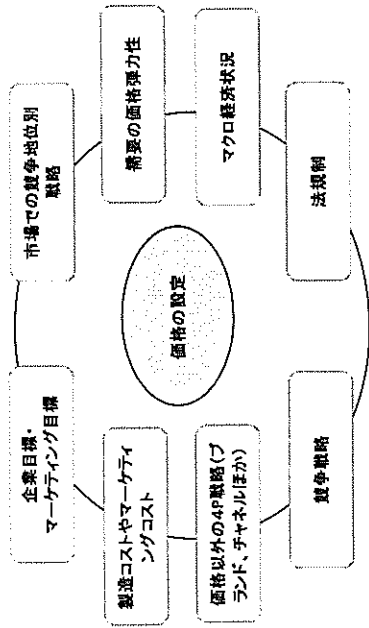 企業目標・
マーケティング目標
市場での競争地位別
戦略
製造コストやマーケティ
ングコスト
需要の価格弾力性
価格の設定
価格以外の4P戦略(ブ
ランド、チャネルほか)
マクロ経済状況
競争戦略
法規制